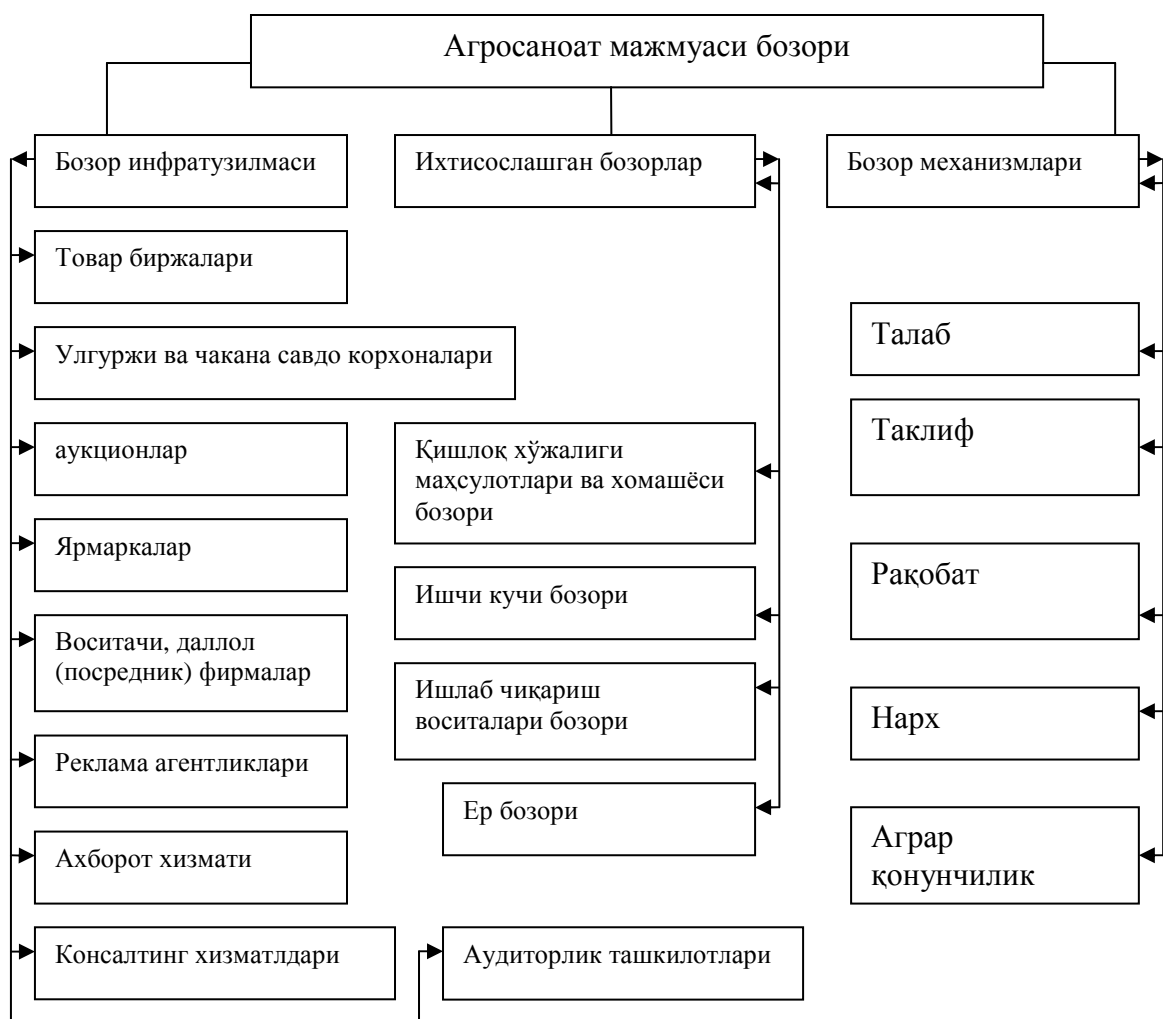 Агросаноат мажмуаси бозори
Бозор инфратузилмаси
Ихтисослашган бозорлар
Бозор механизмлари
Товар биржалари
Улгуржи ва чакана савдо корхоналари
аукционлар
Ярмаркалар
Воситачи, даллол
(посредник) фирмалар
Реклама агентликлари
Ахборот хизмати
Консалтинг хизматлдари
Аудиторлик ташкилотлари
Қишлоқ хўжалиги
маҳсулотлари ва хомашёси
бозори
Ишчи кучи бозори
Ишлаб чиқариш
воситалари бозори
Ер бозори
Талаб
Таклиф
Рақобат
Нарх
Аграр
қонунчилик